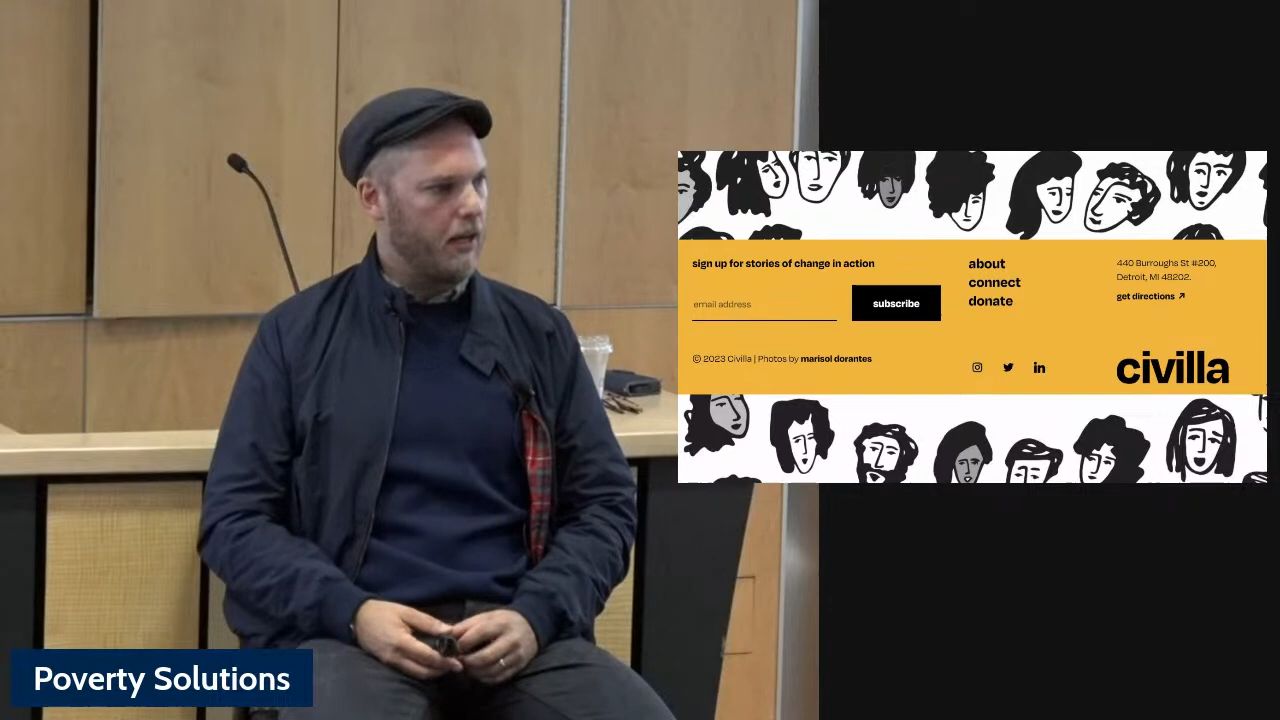 sign up for stories of change in action
about
connect
donate
440 Burroughs St #200,
Detroit, MI 48202.
get directions ↗
email address
subscribe
© 2023 Civilla | Photos by marisol dorantes
in
civilla
Poverty Solutions